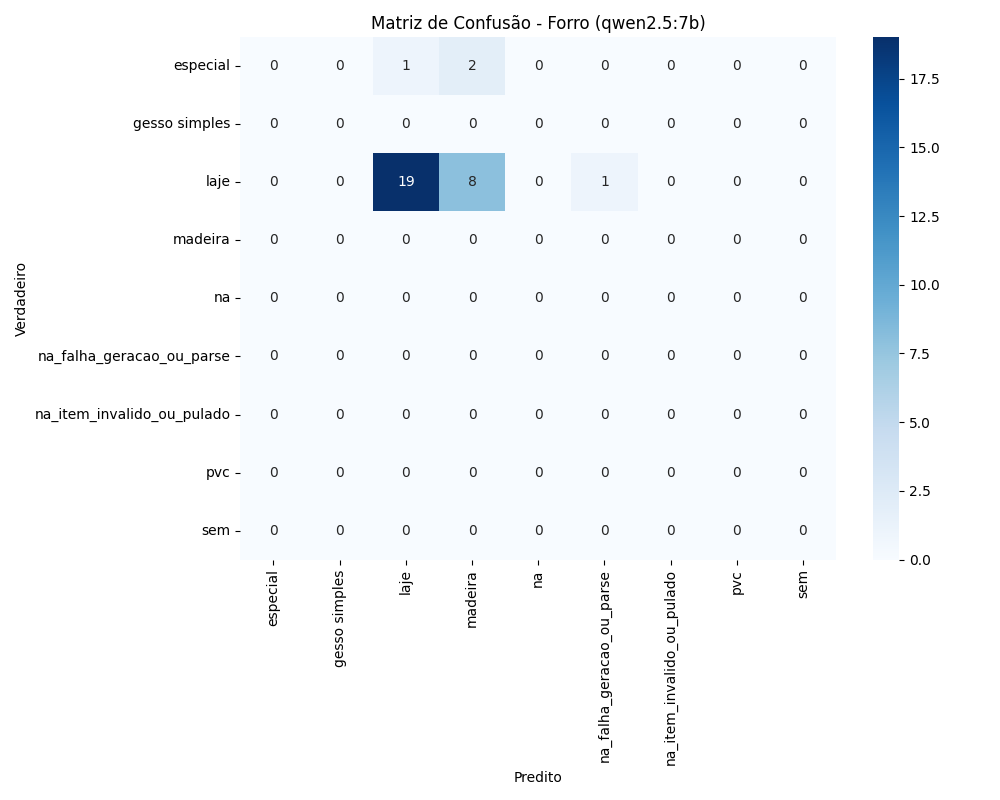 Matriz de Confusão - Forro (qwen2.5:7b)
especial 0 0 1 2 0 0 0 0 0
gesso simples 0 0 0 0 0 0 0 0 0
laje 0 0 19 8 0 1 0 0 0
madeira 0 0 0 0 0 0 0 0 0
na 0 0 0 0 0 0 0 0 0
na_falha_geracao_ou_parse 0 0 0 0 0 0 0 0 0
na_item_invalido_ou_pulado 0 0 0 0 0 0 0 0 0
pvc 0 0 0 0 0 0 0 0 0
sem 0 0 0 0 0 0 0 0 0
Verdadeiro
especial
gesso simples
laje
madeira
na
na_falha_geracao_ou_parse
na_item_invalido_ou_pulado
pvc
sem
Predito
17.5
15.0
12.5
10.0
7.5
5.0
2.5
0.0